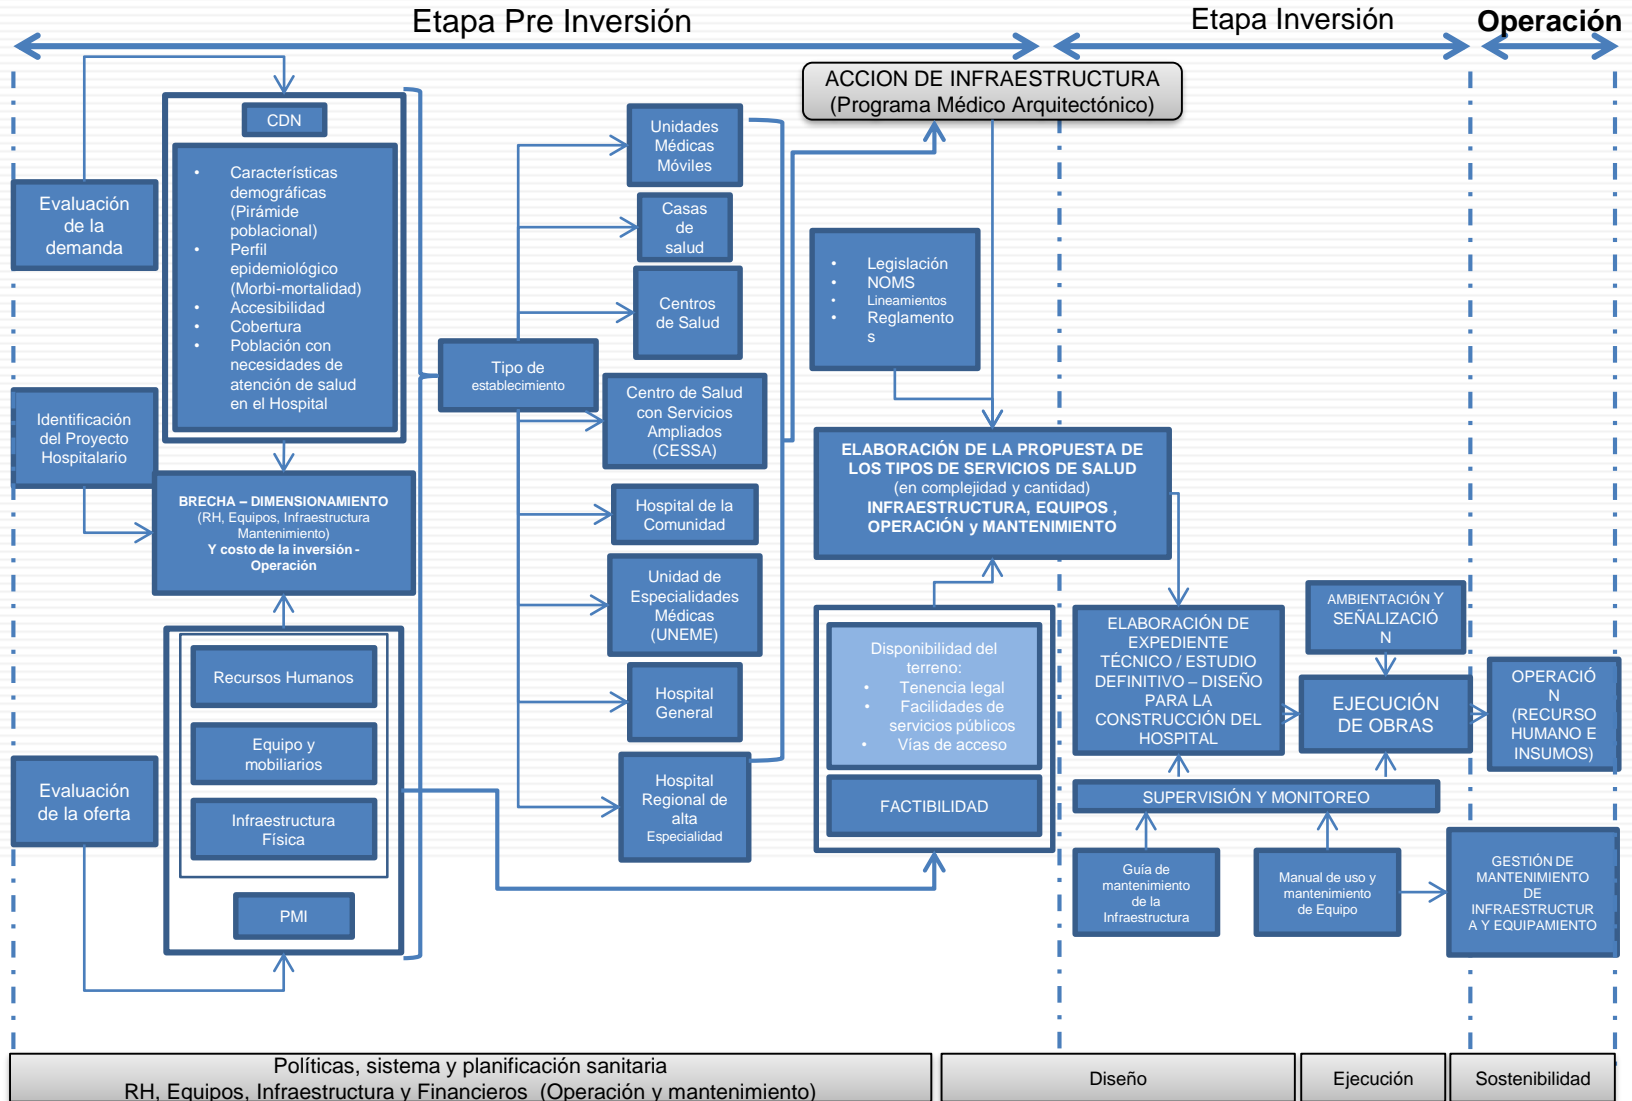 Etapa Pre Inversión
Etapa Inversión
Operación
ACCION DE INFRAESTRUCTURA
(Programa Médico Arquitectónico)
CDN
• Características
demográficas
(Pirámide
poblacional)
• Perfil
epidemiológico
(Morbi-mortalidad)
• Accesibilidad
• Cobertura
• Población con
necesidades de
atención de salud
en el Hospital
Evaluación
de la
demanda
Identificación
del Proyecto
Hospitalario
BRECHA – DIMENSIONAMIENTO
(RH, Equipos, Infraestructura
Mantenimiento)
Y costo de la inversión -
Operación
Recursos Humanos
Equipo y
mobiliarios
Infraestructura
Física
PMI
Evaluación
de la oferta
Tipo de
establecimiento
Unidades
Médicas
Móviles
Casas
de
salud
Centros
de Salud
Centro de Salud
con Servicios
Ampliados
(CESSA)
Hospital de la
Comunidad
Unidad de
Especialidades
Médicas
(UNEME)
Hospital
General
Hospital
Regional de
alta
Especialidad
• Legislación
• NOMS
• Lineamientos
• Reglamento
s
ELABORACIÓN DE LA PROPUESTA DE
LOS TIPOS DE SERVICIOS DE SALUD
(en complejidad y cantidad)
INFRAESTRUCTURA, EQUIPOS ,
OPERACIÓN y MANTENIMIENTO
Disponibilidad del
terreno:
• Tenencia legal
• Facilidades de
servicios públicos
• Vías de acceso
FACTIBILIDAD
ELABORACIÓN DE
EXPEDIENTE
TÉCNICO / ESTUDIO
DEFINITIVO – DISEÑO
PARA LA
CONSTRUCCIÓN DEL
HOSPITAL
AMBIENTACIÓN Y
SEÑALIZACIÓ
N
EJECUCIÓN
DE OBRAS
OPERACIÓ
N
(RECURSO
HUMANO E
INSUMOS)
SUPERVISIÓN Y MONITOREO
Guía de
mantenimiento
de la
Infraestructura
Manual de uso y
mantenimiento
de Equipo
GESTIÓN DE
MANTENIMIENTO
DE
INFRAESTRUCTUR
A Y EQUIPAMIENTO
Políticas, sistema y planificación sanitaria
RH, Equipos, Infraestructura y Financieros (Operación y mantenimiento)
Diseño
Ejecución
Sostenibilidad